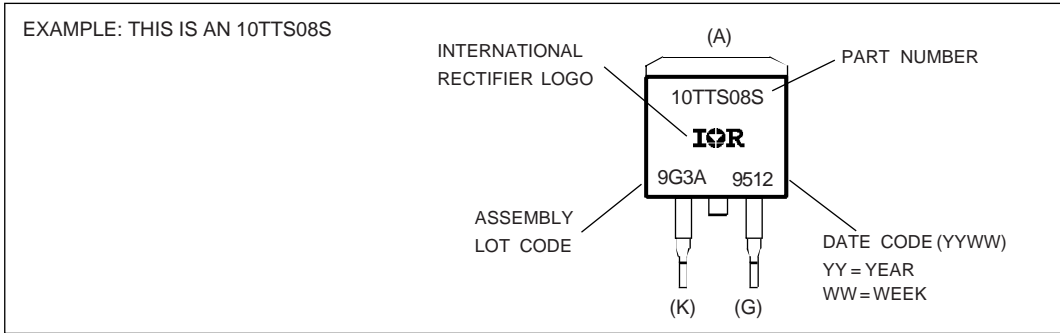 EXAMPLE: THIS IS AN 10TTS08S
INTERNATIONAL
RECTIFIER LOGO
(A)
PART NUMBER
10TTS08S
IOR
9G3A 9512
ASSEMBLY
LOT CODE
DATE CODE (YYWW)
YY = YEAR
WW = WEEK
(K) (G)